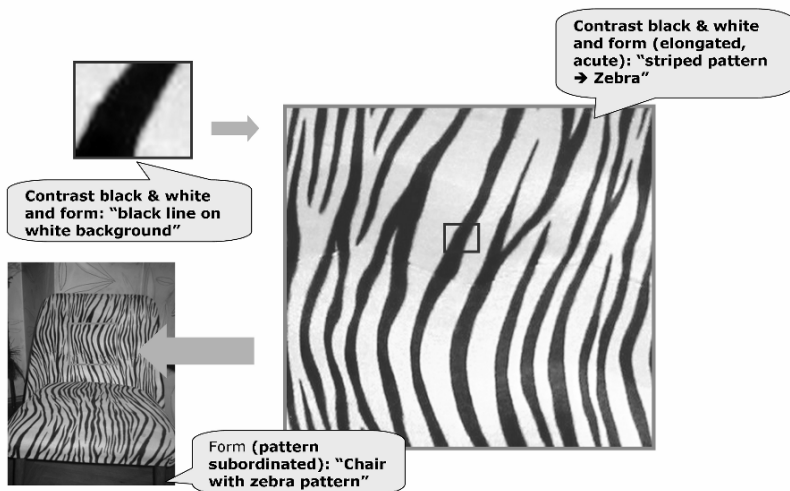 Contrast black & white
and form (elongated,
acute): “striped pattern
➔ Zebra”
Contrast black & white
and form: “black line on
white background”
Form (pattern
subordinated): “Chair
with zebra pattern”